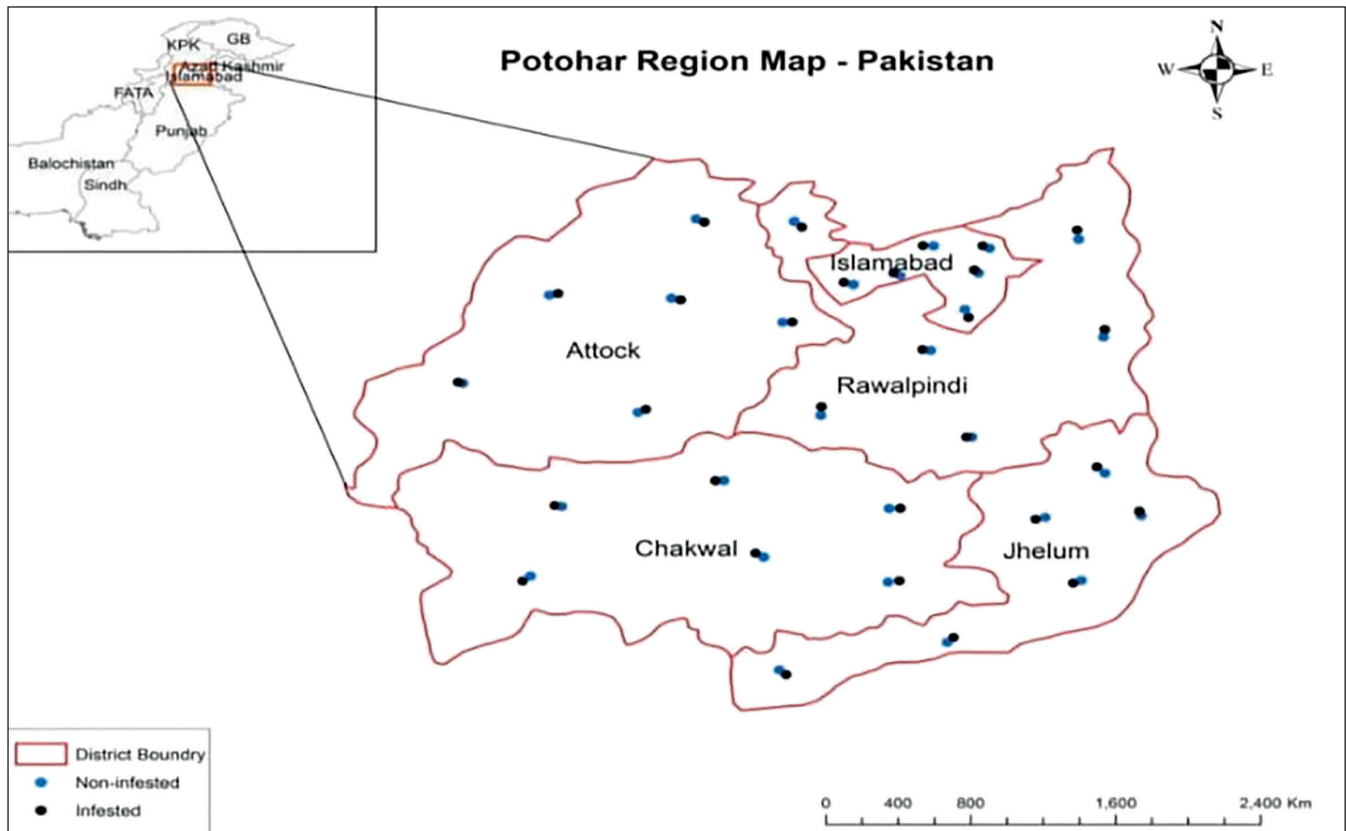 Potohar Region Map - Pakistan
N
W
E
S
KPK
GB
Azad Kashmir
Islamabad
FATA
Punjab
Balochistan
Sindh
Islamabad
Attock
Rawalpindi
Chakwal
Jhelum
District Boundry
Non-infested
Infested
0 400 800 1,600 2,400 Km